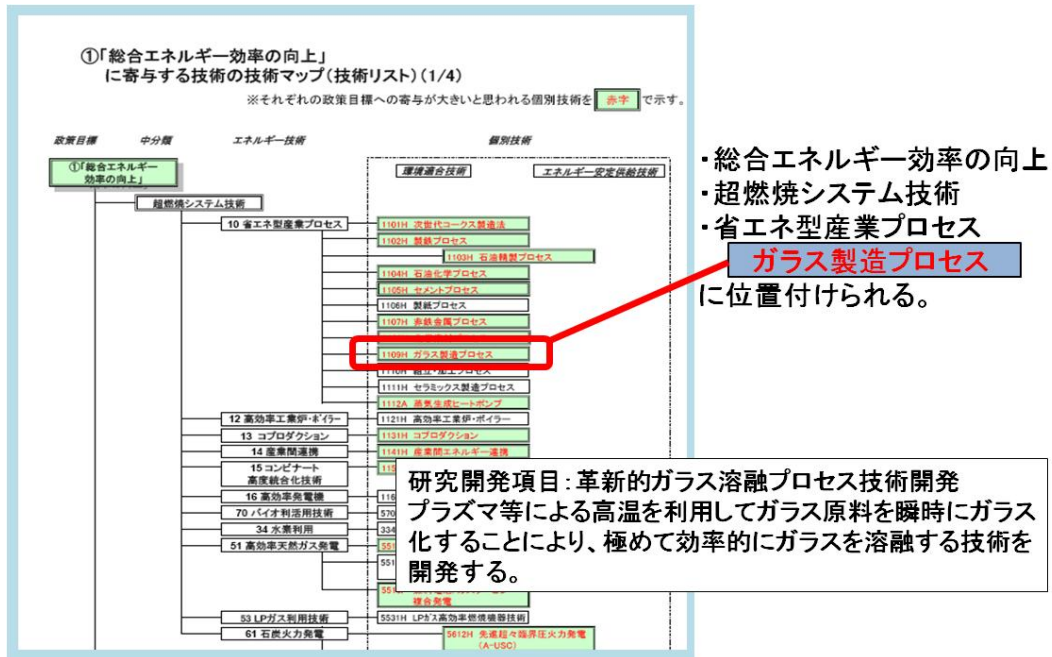 ①「総合エネルギー効率の向上」
に寄与する技術の技術マップ(技術リスト)(1/4)
※それぞれの政策目標への寄与が大きいと思われる個別技術を 赤字 で示す。
政策目標 中分類 エネルギー技術 個別技術
①「総合エネルギー
効率の向上」
環境適合技術 エネルギー安定供給技術
超燃焼システム技術
10 省エネ型産業プロセス
1101H 次世代コークス製造法
1102H 製鉄プロセス
1103H 石油精製プロセス
1104H 石油化学プロセス
1105H セメントプロセス
1106H 製紙プロセス
1107H 非鉄金属プロセス
1109H ガラス製造プロセス
1110H 組立・加工プロセス
1111H セラミックス製造プロセス
1112A 蒸気生成ヒートポンプ
12 高効率工業炉・ボイラー 1121H 高効率工業炉・ボイラー
13 コプロダクション 1131H コプロダクション
14 産業間連携 1141H 産業間エネルギー連携
15 コンビナート
高度統合化技術
115
16 高効率発電機 116
70 バイオ利活用技術 570
34 水素利用 334
51 高効率天然ガス発電 551
551
551
複合発電
53 LPガス利用技術 5531H LPガス高効率燃焼機器技術
61 石炭火力発電 5612H 先進超々臨界圧火力発電
(A-USC)
・総合エネルギー効率の向上
・超燃焼システム技術
・省エネ型産業プロセス
ガラス製造プロセス
に位置付けられる。
研究開発項目:革新的ガラス溶融プロセス技術開発
プラズマ等による高温を利用してガラス原料を瞬時にガラス
化することにより、極めて効率的にガラスを溶融する技術を
開発する。